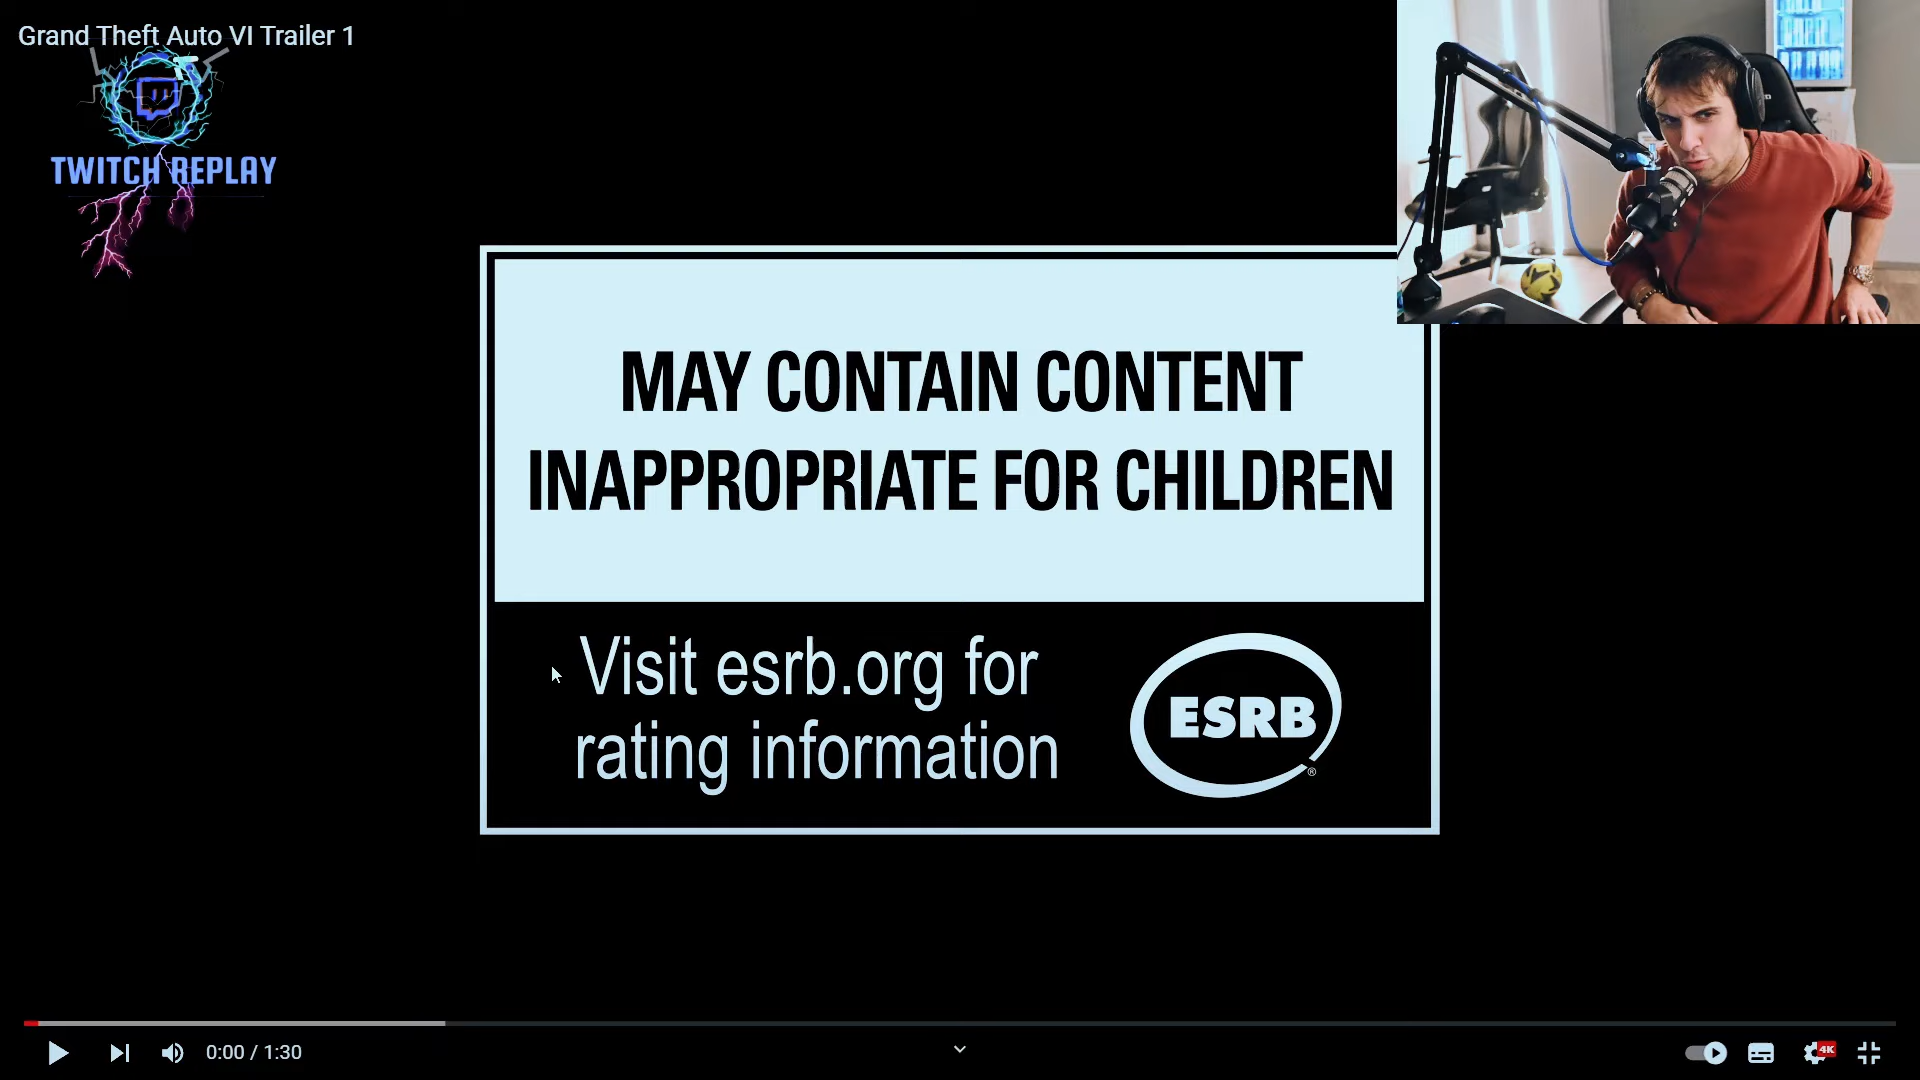 Grand Theft Auto VI Trailer 1
TWITCH REPLAY
MAY CONTAIN CONTENT
INAPPROPRIATE FOR CHILDREN
Visit esrb.org for
rating information
ESRB
®
0:00 / 1:30
4K